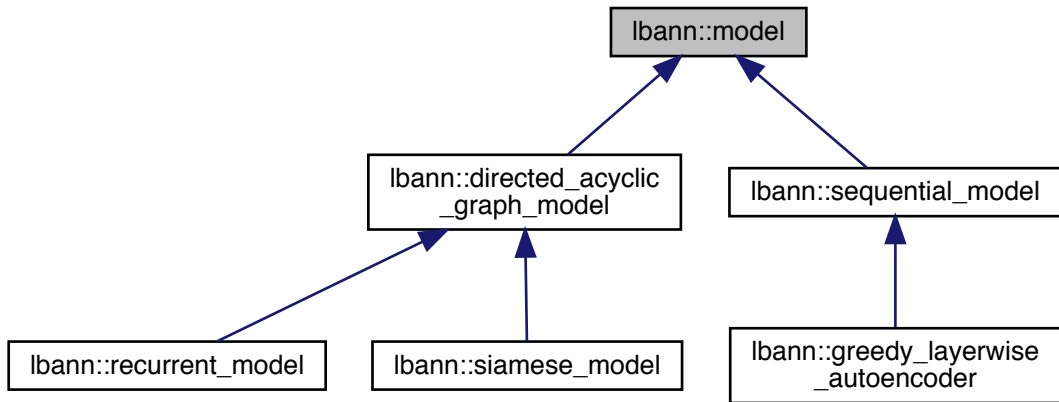 lbann::model
lbann::directed_acyclic
_graph_model
lbann::sequential_model
lbann::recurrent_model
lbann::siamese_model
lbann::greedy_layerwise
_autoencoder